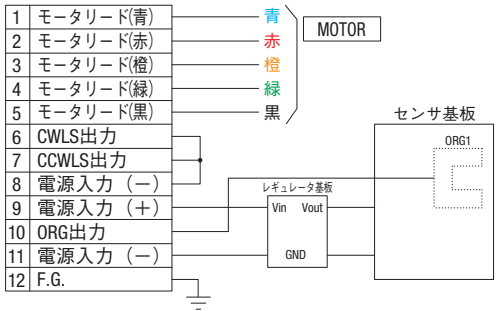 1 モータリード(青) 青
2 モータリード(赤) 赤
MOTOR
3 モータリード(橙) 橙
4 モータリード(緑) 緑
5 モータリード(黒) 黒
センサ基板
6 CWLS出力
ORG1
7 CCWLS出力
8 電源入力（−）
レギュレータ基板
9 電源入力（+）
Vin Vout
10 ORG出力
11 電源入力（−）
GND
12 F.G.